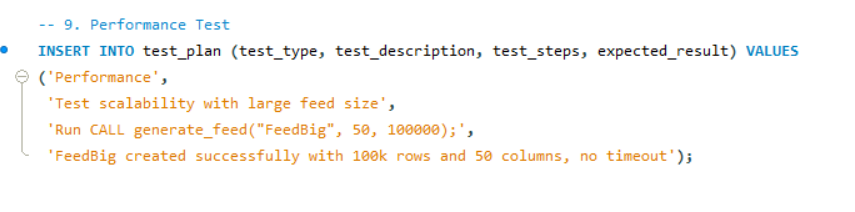 -- 9. Performance Test
INSERT INTO test_plan (test_type, test_description, test_steps, expected_result) VALUES
('Performance',
'Test scalability with large feed size',
'Run CALL generate_feed("FeedBig", 50, 100000);',
'FeedBig created successfully with 100k rows and 50 columns, no timeout');